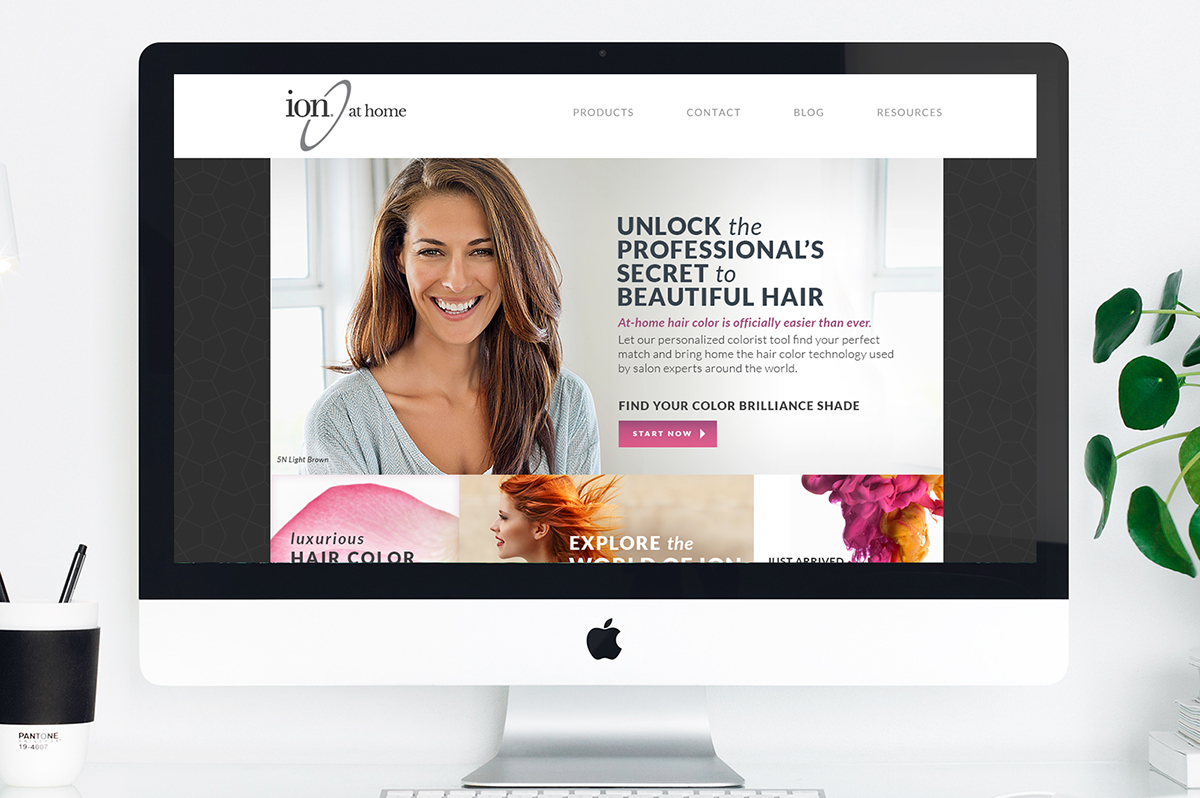 ion. at home
PRODUCTS CONTACT BLOG RESOURCES
UNLOCK the
PROFESSIONAL'S
SECRET to
BEAUTIFUL HAIR
At-home hair color is officially easier than ever.
Let our personalized colorist tool find your perfect
match and bring home the hair color technology used
by salon experts around the world.
FIND YOUR COLOR BRILLIANCE SHADE
START NOW
5N Light Brown
luxurious
HAIR COLOR
EXPLORE the
WORLD OF ION
JUST ARRIVED
PANTONE
19-4007